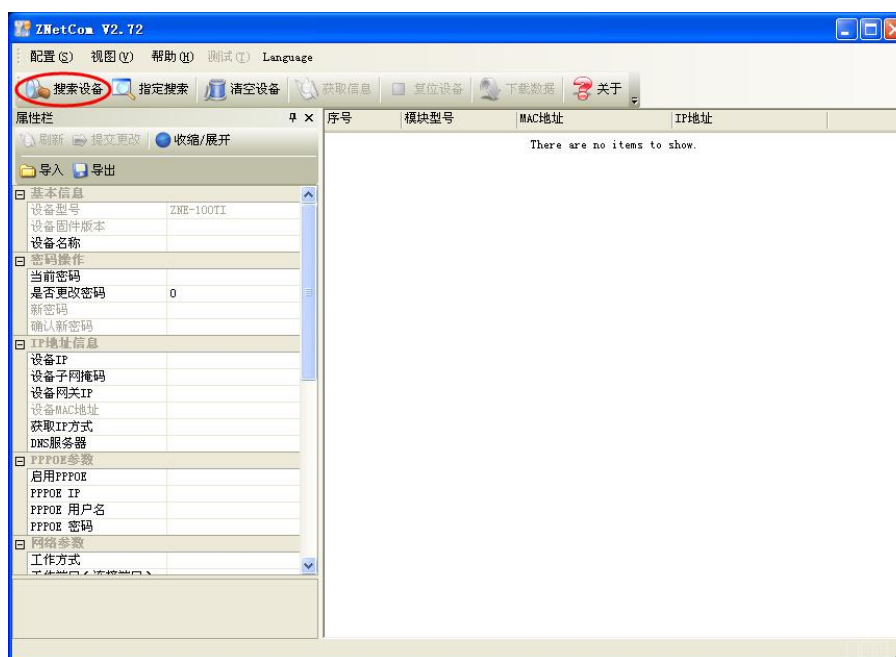 ZNetCom V2.72
配置(S) 视图(V) 帮助(H) 测试(T) Language
搜索设备 指定搜索 清空设备 获取信息 复位设备 下载数据 关于
属性栏 序号 模块型号 MAC地址 IP地址
刷新 提交更改 收缩/展开
There are no items to show.
导入 导出
基本信息
设备型号 ZNE-100TI
设备固件版本
设备名称
密码操作
当前密码
是否更改密码 0
新密码
确认新密码
IP地址信息
设备IP
设备子网掩码
设备网关IP
设备MAC地址
获取IP方式
DNS服务器
PPPOE参数
启用PPPOE
PPPOE IP
PPPOE 用户名
PPPOE 密码
网络参数
工作方式